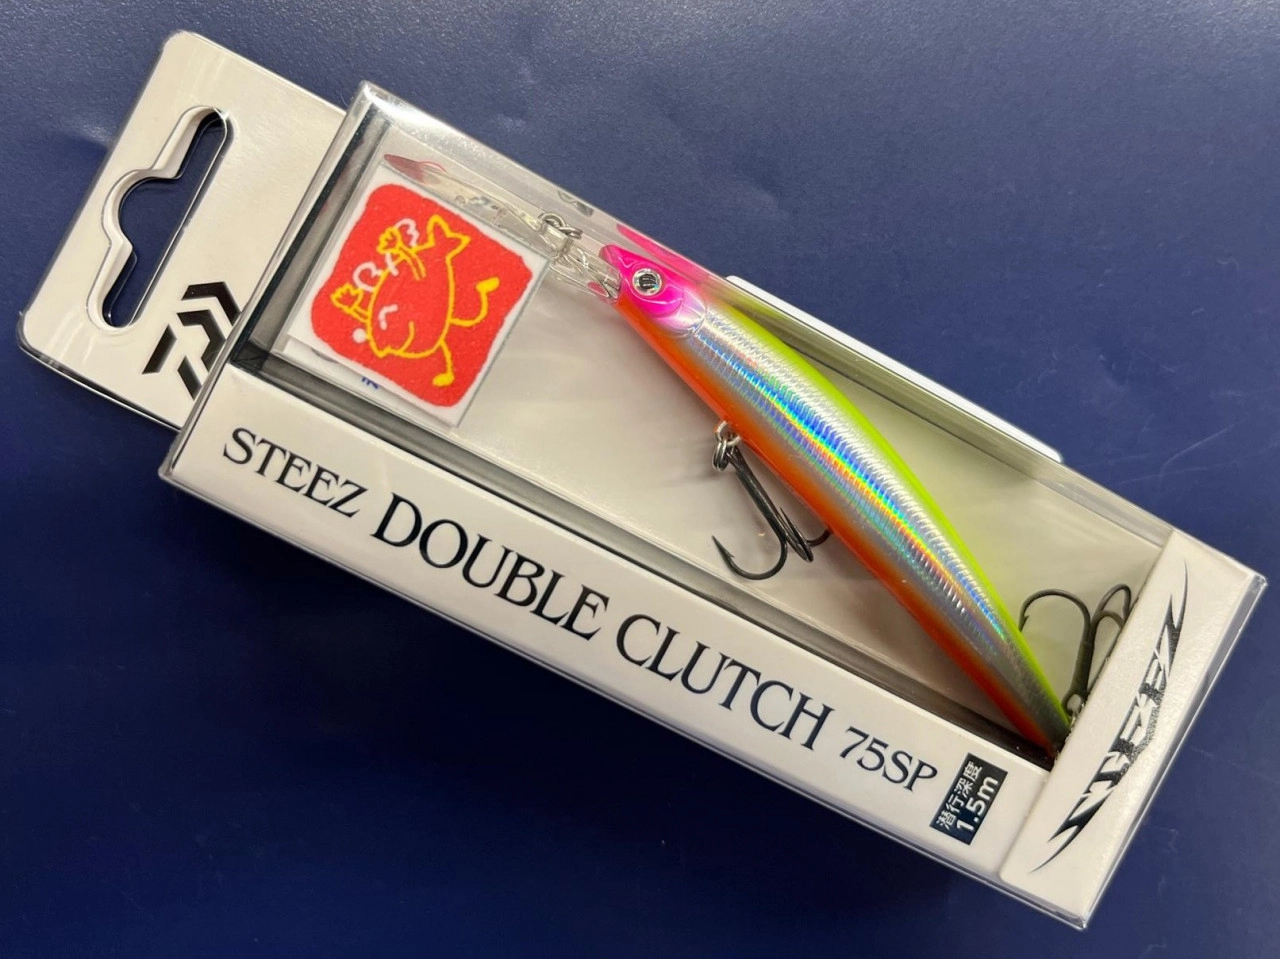 STEEZ DOUBLE CLUTCH 75SP
潜行深度
1.5m
STEEZ